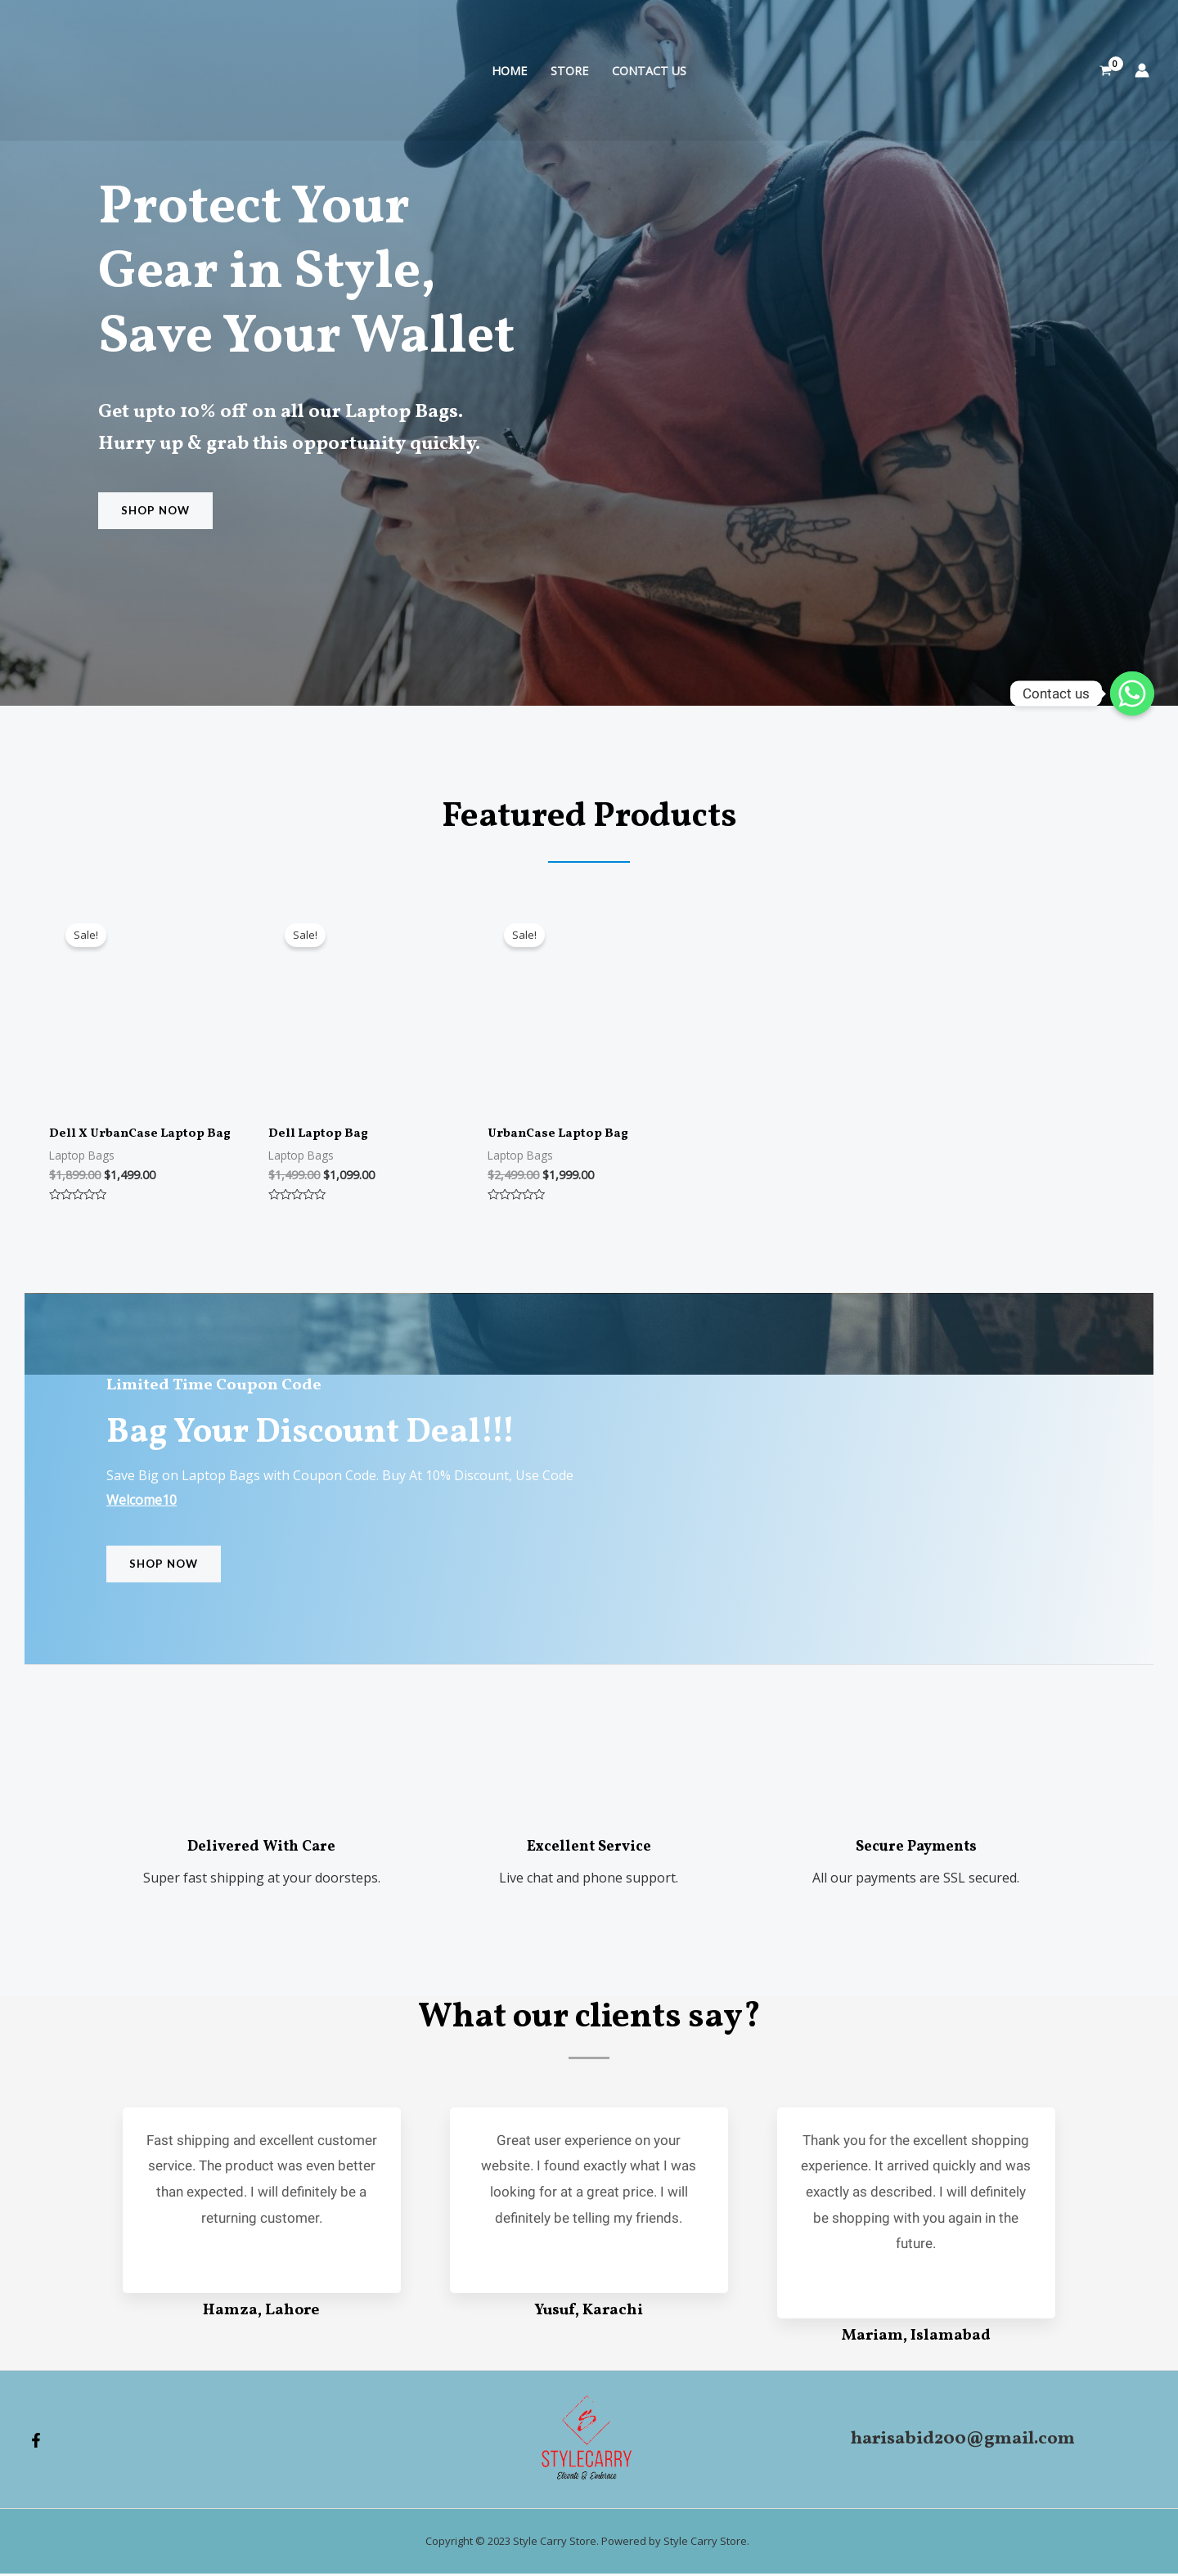 HOME STORE CONTACT US 0
Protect Your
Gear in Style,
Save Your Wallet
Get upto 10% off on all our Laptop Bags.
Hurry up & grab this opportunity quickly.
SHOP NOW
Contact us
Featured Products
Sale!
Dell X UrbanCase Laptop Bag
Laptop Bags
$1,899.00 $1,499.00
Sale!
Dell Laptop Bag
Laptop Bags
$1,499.00 $1,099.00
Sale!
UrbanCase Laptop Bag
Laptop Bags
$2,499.00 $1,999.00
Limited Time Coupon Code
Bag Your Discount Deal!!!
Save Big on Laptop Bags with Coupon Code. Buy At 10% Discount, Use Code
Welcome10
SHOP NOW
Delivered With Care
Super fast shipping at your doorsteps.
Excellent Service
Live chat and phone support.
Secure Payments
All our payments are SSL secured.
What our clients say?
Fast shipping and excellent customer
service. The product was even better
than expected. I will definitely be a
returning customer.
Hamza, Lahore
Great user experience on your
website. I found exactly what I was
looking for at a great price. I will
definitely be telling my friends.
Yusuf, Karachi
Thank you for the excellent shopping
experience. It arrived quickly and was
exactly as described. I will definitely
be shopping with you again in the
future.
Mariam, Islamabad
STYLECARRY
Elevate & Embrace
harisabid200@gmail.com
Copyright © 2023 Style Carry Store. Powered by Style Carry Store.